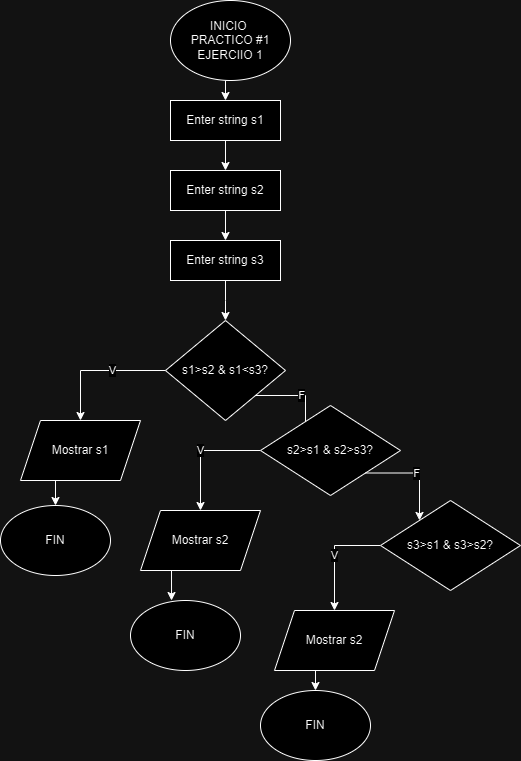 INICIO
PRACTICO #1
EJERCIIO 1
Enter string s1
Enter string s2
Enter string s3
s1>s2 & s1<s3?
V
F
Mostrar s1
s2>s1 & s2>s3?
V
F
FIN
Mostrar s2
s3>s1 & s3>s2?
V
FIN
Mostrar s2
FIN